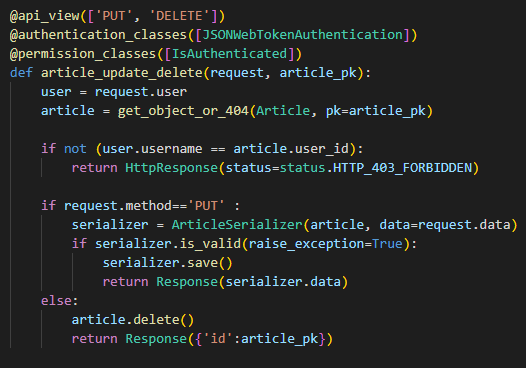 @api_view(['PUT', 'DELETE'])
@authentication_classes([JSONWebTokenAuthentication])
@permission_classes([IsAuthenticated])
def article_update_delete(request, article_pk):
    user = request.user
    article = get_object_or_404(Article, pk=article_pk)

    if not (user.username == article.user_id):
        return HttpResponse(status=status.HTTP_403_FORBIDDEN)

    if request.method=='PUT' :
        serializer = ArticleSerializer(article, data=request.data)
        if serializer.is_valid(raise_exception=True):
            serializer.save()
            return Response(serializer.data)
    else:
        article.delete()
        return Response({'id':article_pk})